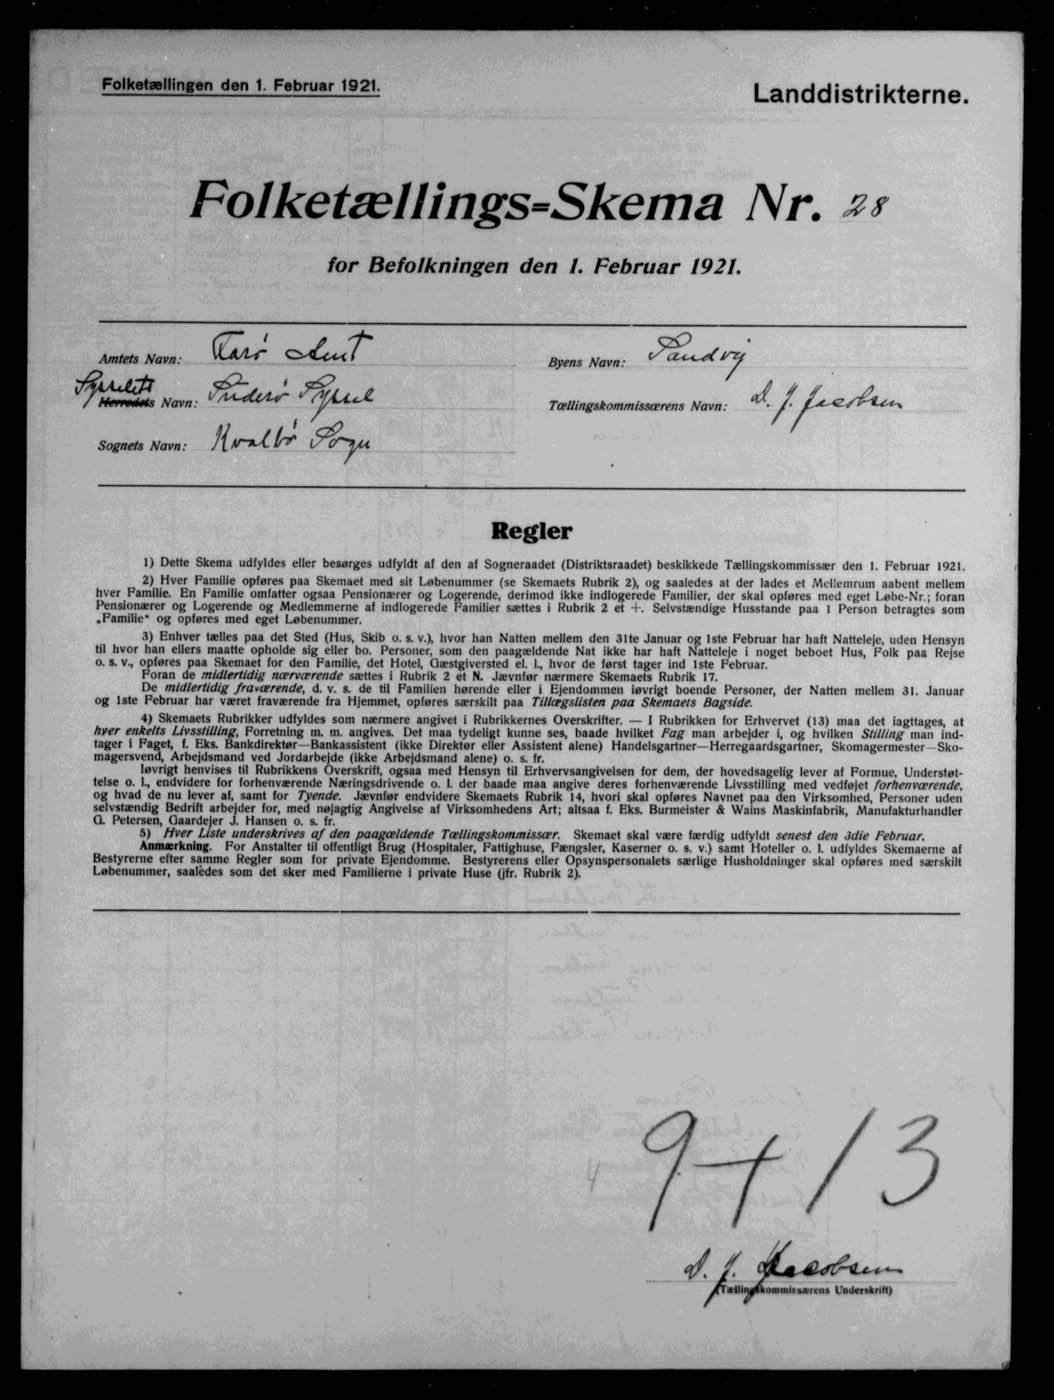 Folketællingen den 1. Februar 1921.
Landdistrikterne.
Folketællings=Skema Nr. 28
for Befolkningen den 1. Februar 1921.
Amtets Navn: Færø Amt
Byens Navn: Sandvig
Sysselets
Herredets Navn: Suderø Syssel
Tællingskommissærens Navn: D. J. Jacobsen
Sognets Navn: Kvalbø Sogn
Regler
1) Dette Skema udfyldes eller besørges udfyldt af den af Sogneraadet (Distriktsraadet) beskikkede Tællingskommissær den 1. Februar 1921.
2) Hver Familie opføres paa Skemaet med sit Løbenummer (se Skemaets Rubrik 2), og saaledes at der lades et Mellemrum aabent mellem
hver Familie. En Familie omfatter ogsaa Pensionærer og Logerende, derimod ikke indlogerede Familier, der skal opføres med eget Løbe-Nr.; foran
Pensionærer og Logerende og Medlemmerne af indlogerede Familier sættes i Rubrik 2 et +. Selvstændige Husstande paa 1 Person betragtes som
„Familie“ og opføres med eget Løbenummer.
3) Enhver tælles paa det Sted (Hus, Skib o. s. v.), hvor han Natten mellem den 31te Januar og 1ste Februar har haft Natteleje, uden Hensyn
til hvor han ellers maatte opholde sig eller bo. Personer, som den paagældende Nat ikke har haft Natteleje i noget beboet Hus, Folk paa Rejse
o. s. v., opføres paa Skemaet for den Familie, det Hotel, Gæstgiversted el. l., hvor de først tager ind 1ste Februar.
Foran de midlertidig nærværende sættes i Rubrik 2 et N. Jævnfør nærmere Skemaets Rubrik 17.
De midlertidig fraværende, d. v. s. de til Familien hørende eller i Ejendommen iøvrigt boende Personer, der Natten mellem 31. Januar
og 1ste Februar har været fraværende fra Hjemmet, opføres særskilt paa Tillægslisten paa Skemaets Bagside.
4) Skemaets Rubrikker udfyldes som nærmere angivet i Rubrikkernes Overskrifter. — I Rubrikken for Erhvervet (13) maa det iagttages, at
hver enkelts Livsstilling, Forretning m. m. angives. Det maa tydeligt kunne ses, baade hvilket Fag man arbejder i, og hvilken Stilling man ind-
tager i Faget, f. Eks. Bankdirektør—Bankassistent (ikke Direktør eller Assistent alene) Handelsgartner—Herregaardsgartner, Skomagermester—Sko-
magersvend, Arbejdsmand ved Jordarbejde (ikke Arbejdsmand alene) o. s. fr.
Iøvrigt henvises til Rubrikkens Overskrift, ogsaa med Hensyn til Erhvervsangivelsen for dem, der hovedsagelig lever af Formue, Understøt-
telse o. l., endvidere for forhenværende Næringsdrivende o. l. der baade maa angive deres forhenværende Livsstilling med vedføjet forhenværende,
og hvad de nu lever af, samt for Tyende. Jævnfør endvidere Skemaets Rubrik 14, hvori skal opføres Navnet paa den Virksomhed, Personer uden
selvstændig Bedrift arbejder for, med nøjagtig Angivelse af Virksomhedens Art; altsaa f. Eks. Burmeister & Wains Maskinfabrik, Manufakturhandler
G. Petersen, Gaardejer J. Hansen o. s. fr.
5) Hver Liste underskrives af den paagældende Tællingskommissær. Skemaet skal være færdig udfyldt senest den 3die Februar.
Anmærkning. For Anstalter til offentligt Brug (Hospitaler, Fattighuse, Fængsler, Kaserner o. s. v.) samt Hoteller o. l. udfyldes Skemaerne af
Bestyrerne efter samme Regler som for private Ejendomme. Bestyrerens eller Opsynspersonalets særlige Husholdninger skal opføres med særskilt
Løbenummer, saaledes som det sker med Familierne i private Huse (jfr. Rubrik 2).
4
9+13
D. J. Jacobsen
(Tællingskommissærens Underskrift)